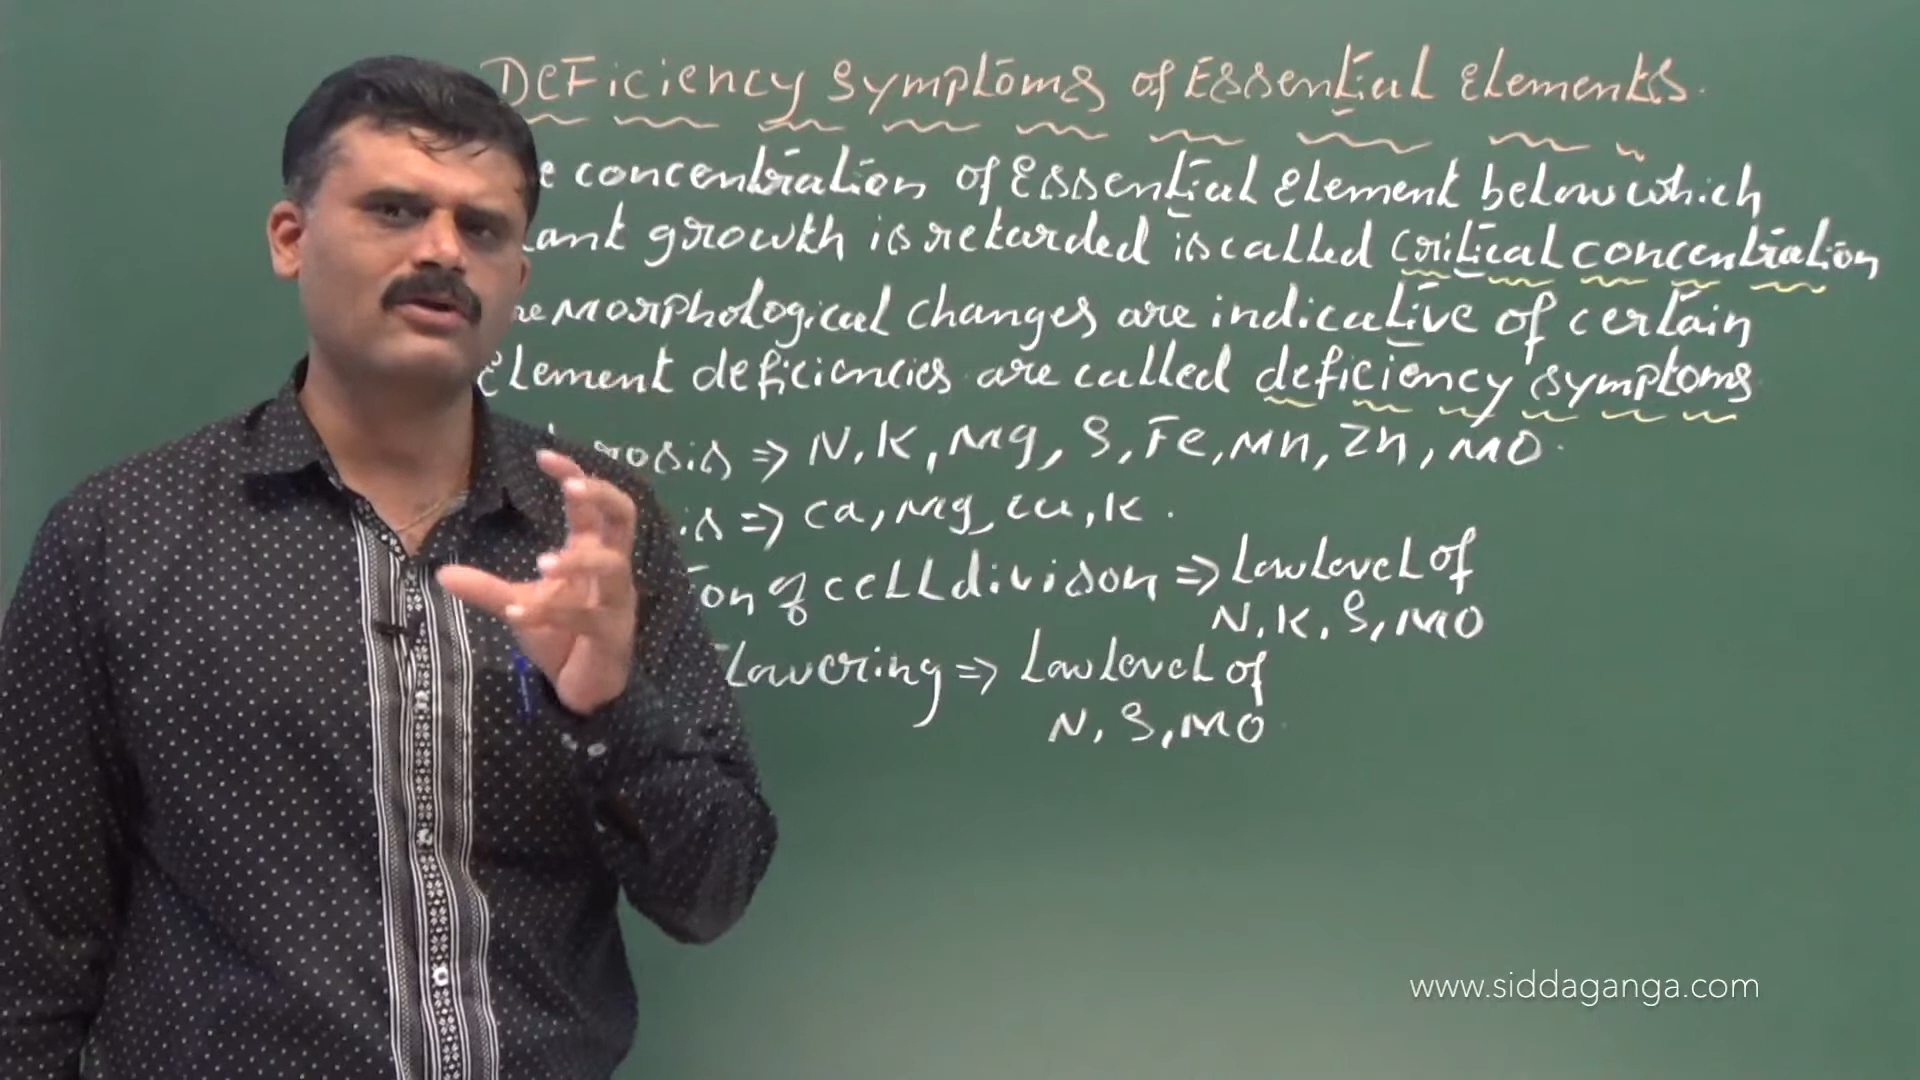 DeFiciency symptoms of Essential elements.
concentration of Essential element below which
growth is retarded is called critical concentration
morphological changes are indicative of certain
element deficiencies are called deficiency symptoms
⇒ N, K, Mg, S, Fe, Mn, Zn, MO.
⇒ ca, Mg, cu, K.
of cell divison ⇒ Low level of
N, K, S, MO
Flowering ⇒ Low level of
N, S, MO
www.siddaganga.com